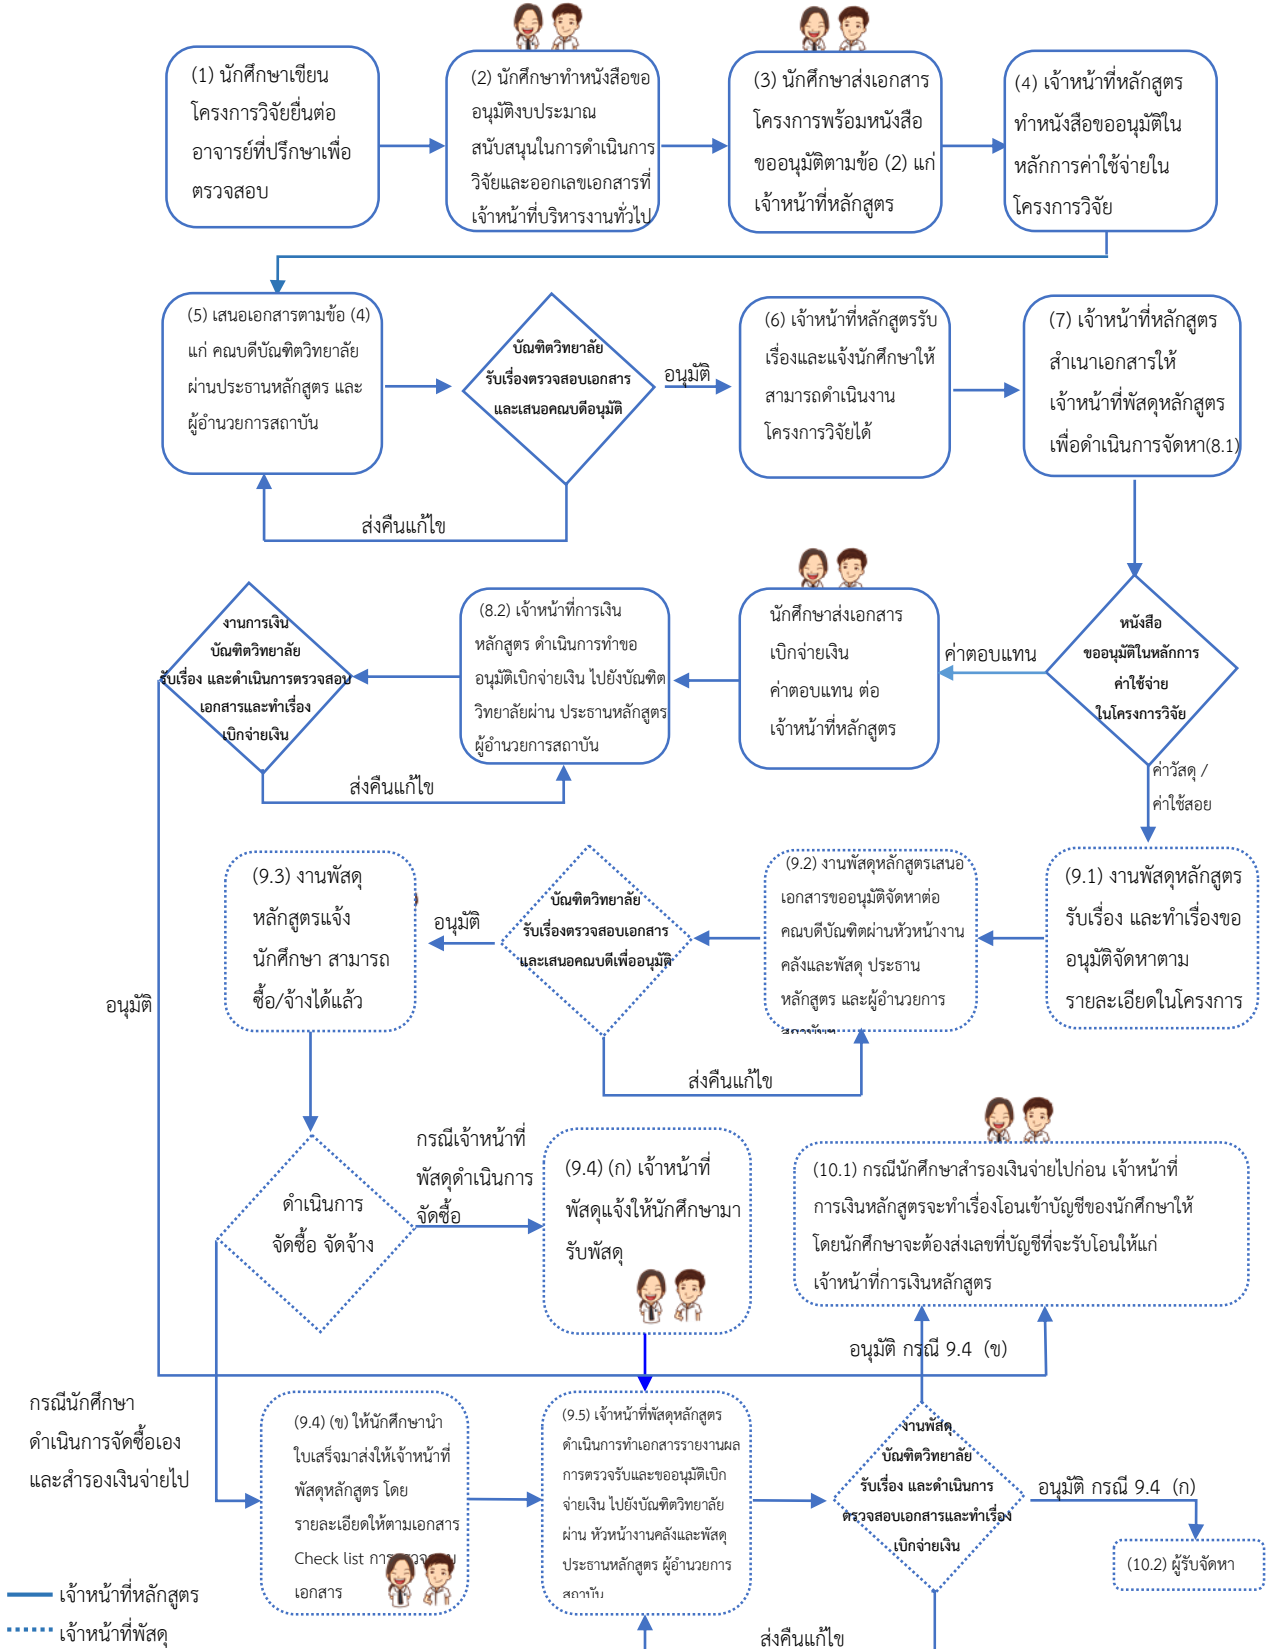 (1) นักศึกษาเขียน
โครงการวิจัยยื่นต่อ
อาจารย์ที่ปรึกษาเพื่อ
ตรวจสอบ
(2) นักศึกษาทำหนังสือขอ
อนุมัติงบประมาณ
สนับสนุนในการดำเนินการ
วิจัยและออกเลขเอกสารที่
เจ้าหน้าที่บริหารงานทั่วไป
(3) นักศึกษาส่งเอกสาร
โครงการพร้อมหนังสือ
ขออนุมัติตามข้อ (2) แก่
เจ้าหน้าที่หลักสูตร
(4) เจ้าหน้าที่หลักสูตร
ทำหนังสือขออนุมัติใน
หลักการค่าใช้จ่ายใน
โครงการวิจัย
(5) เสนอเอกสารตามข้อ (4)
แก่ คณบดีบัณฑิตวิทยาลัย
ผ่านประธานหลักสูตร และ
ผู้อำนวยการสถาบัน
บัณฑิตวิทยาลัย
รับเรื่องตรวจสอบเอกสาร
และเสนอคณบดีอนุมัติ
อนุมัติ
ส่งคืนแก้ไข
(6) เจ้าหน้าที่หลักสูตรรับ
เรื่องและแจ้งนักศึกษาให้
สามารถดำเนินงาน
โครงการวิจัยได้
(7) เจ้าหน้าที่หลักสูตร
สำเนาเอกสารให้
เจ้าหน้าที่พัสดุหลักสูตร
เพื่อดำเนินการจัดหา(8.1)
หนังสือ
ขออนุมัติในหลักการ
ค่าใช้จ่าย
ในโครงการวิจัย
ค่าตอบแทน
ค่าวัสดุ /
ค่าใช้สอย
นักศึกษาส่งเอกสาร
เบิกจ่ายเงิน
ค่าตอบแทน ต่อ
เจ้าหน้าที่หลักสูตร
(8.2) เจ้าหน้าที่การเงิน
หลักสูตร ดำเนินการทำขอ
อนุมัติเบิกจ่ายเงิน ไปยังบัณฑิต
วิทยาลัยผ่าน ประธานหลักสูตร
ผู้อำนวยการสถาบัน
งานการเงิน
บัณฑิตวิทยาลัย
รับเรื่อง และดำเนินการตรวจสอบ
เอกสารและทำเรื่อง
เบิกจ่ายเงิน
ส่งคืนแก้ไข
อนุมัติ
(9.1) งานพัสดุหลักสูตร
รับเรื่อง และทำเรื่องขอ
อนุมัติจัดหาตาม
รายละเอียดในโครงการ
(9.2) งานพัสดุหลักสูตรเสนอ
เอกสารขออนุมัติจัดหาต่อ
คณบดีบัณฑิตผ่านหัวหน้างาน
คลังและพัสดุ ประธาน
หลักสูตร และผู้อำนวยการ
บัณฑิตวิทยาลัย
รับเรื่องตรวจสอบเอกสาร
และเสนอคณบดีเพื่ออนุมัติ
อนุมัติ
ส่งคืนแก้ไข
(9.3) งานพัสดุ
หลักสูตรแจ้ง
นักศึกษา สามารถ
ซื้อ/จ้างได้แล้ว
ดำเนินการ
จัดซื้อ จัดจ้าง
กรณีเจ้าหน้าที่
พัสดุดำเนินการ
จัดซื้อ
(9.4) (ก) เจ้าหน้าที่
พัสดุแจ้งให้นักศึกษามา
รับพัสดุ
(10.1) กรณีนักศึกษาสำรองเงินจ่ายไปก่อน เจ้าหน้าที่
การเงินหลักสูตรจะทำเรื่องโอนเข้าบัญชีของนักศึกษาให้
โดยนักศึกษาจะต้องส่งเลขที่บัญชีที่จะรับโอนให้แก่
เจ้าหน้าที่การเงินหลักสูตร
อนุมัติ กรณี 9.4 (ข)
กรณีนักศึกษา
ดำเนินการจัดซื้อเอง
และสำรองเงินจ่ายไป
(9.4) (ข) ให้นักศึกษานำ
ใบเสร็จมาส่งให้เจ้าหน้าที่
พัสดุหลักสูตร โดย
รายละเอียดให้ตามเอกสาร
Check list
เอกสาร
(9.5) เจ้าหน้าที่พัสดุหลักสูตร
ดำเนินการทำเอกสารรายงานผล
การตรวจรับและขออนุมัติเบิก
จ่ายเงิน ไปยังบัณฑิตวิทยาลัย
ผ่าน หัวหน้างานคลังและพัสดุ
ประธานหลักสูตร ผู้อำนวยการ
สถาบัน
งานพัสดุ
บัณฑิตวิทยาลัย
รับเรื่อง และดำเนินการ
ตรวจสอบเอกสารและทำเรื่อง
เบิกจ่ายเงิน
อนุมัติ กรณี 9.4 (ก)
(10.2) ผู้รับจัดหา
ส่งคืนแก้ไข
เจ้าหน้าที่หลักสูตร
เจ้าหน้าที่พัสดุ